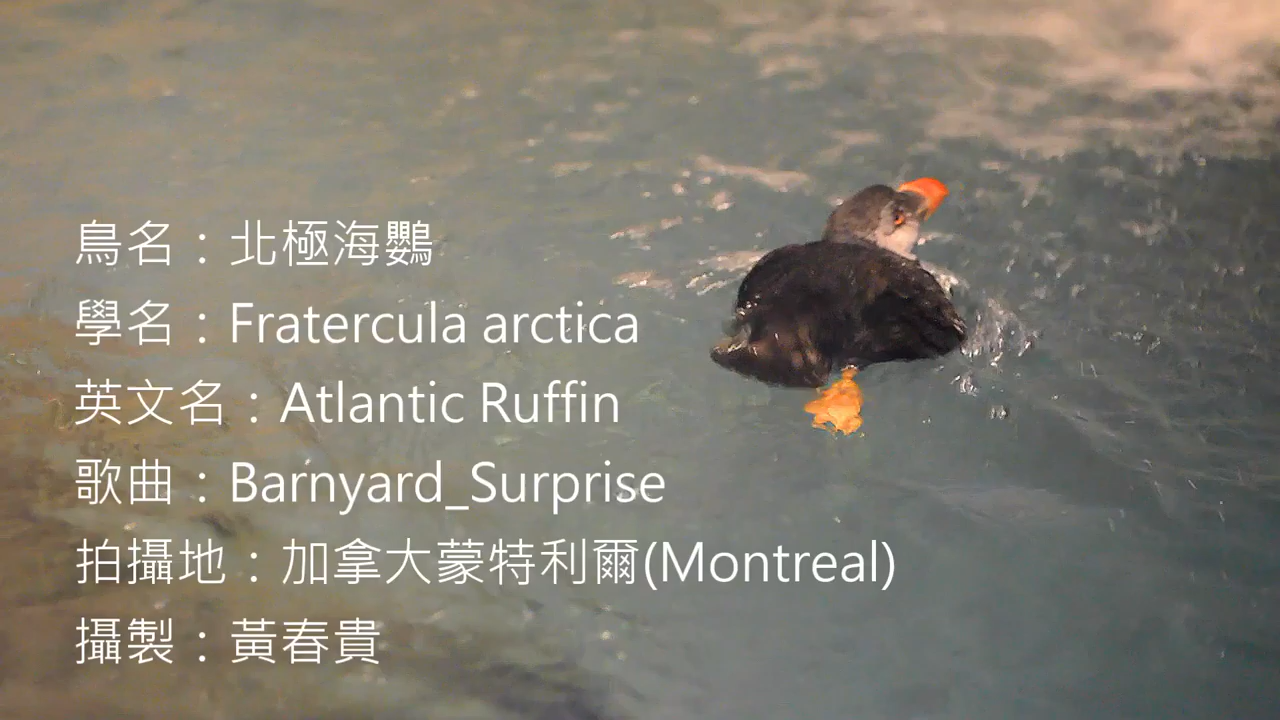 鳥名：北極海鸚
學名：Fratercula arctica
英文名：Atlantic Ruffin
歌曲：Barnyard_Surprise
拍攝地：加拿大蒙特利爾(Montreal)
攝製：黃春貴